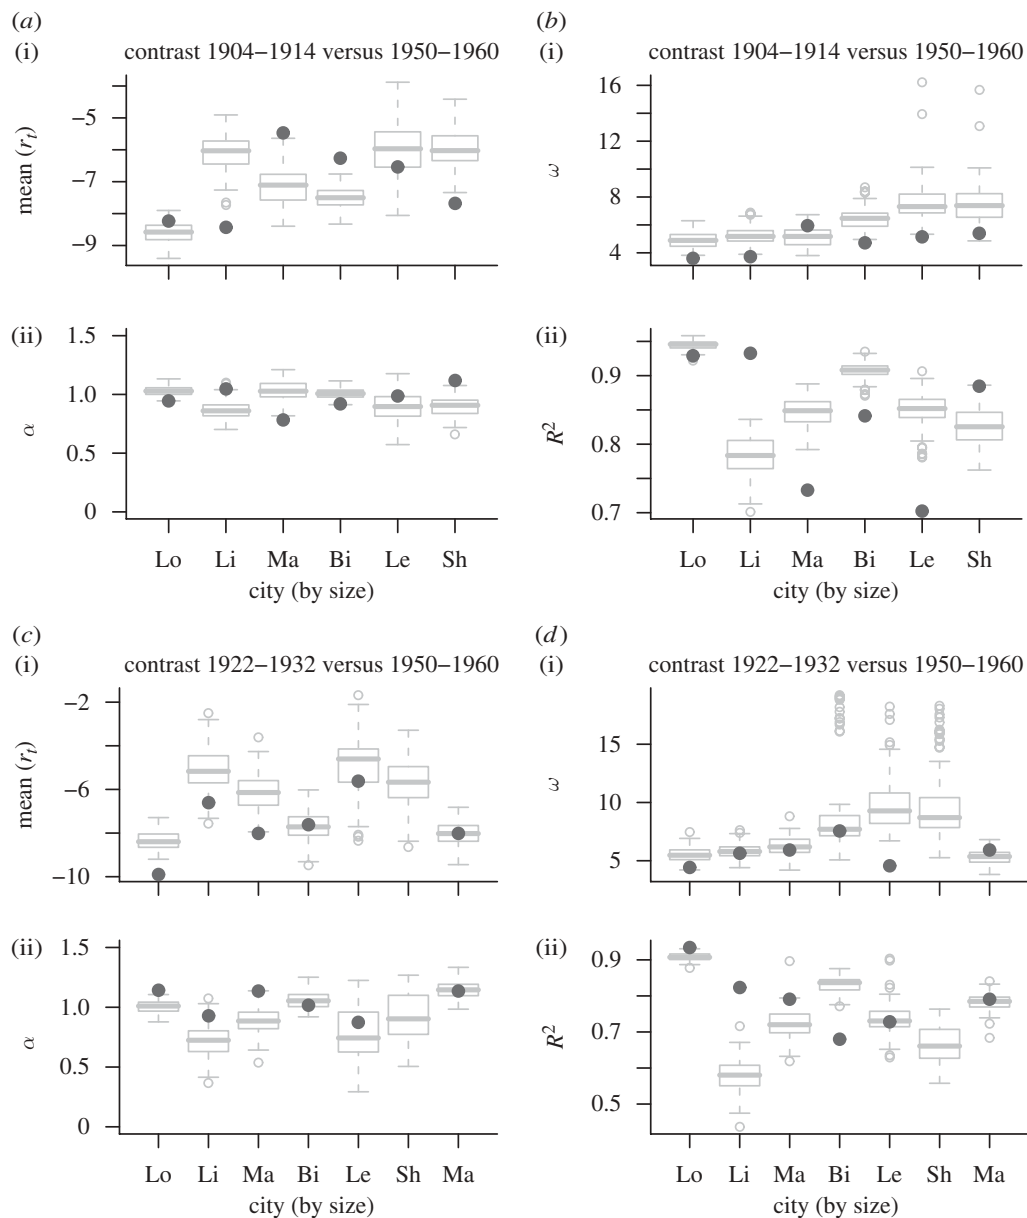 (a)
(i) contrast 1904–1914 versus 1950–1960
mean (r_t)
−5
−7
−9
(ii)
α
1.5
1.0
0.5
0
Lo Li Ma Bi Le Sh
city (by size)
(b)
(i) contrast 1904–1914 versus 1950–1960
ω
16
12
8
4
(ii)
R²
0.9
0.8
0.7
Lo Li Ma Bi Le Sh
city (by size)
(c)
(i) contrast 1922–1932 versus 1950–1960
mean (r_t)
−2
−6
−10
(ii)
α
1.5
1.0
0.5
0
Lo Li Ma Bi Le Sh Ma
city (by size)
(d)
(i) contrast 1922–1932 versus 1950–1960
ω
15
10
5
(ii)
R²
0.9
0.7
0.5
Lo Li Ma Bi Le Sh Ma
city (by size)